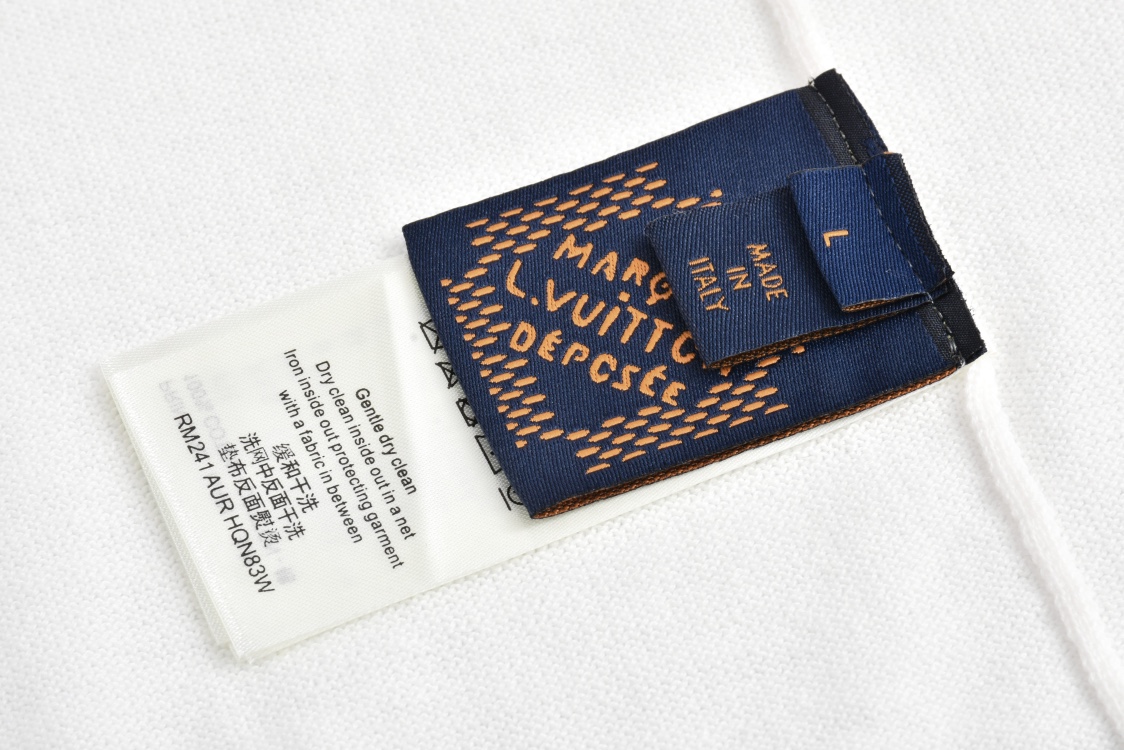 MARQ
L.VUITTO
DÉPOSÉE
MADE
IN
ITALY
L
Gentle dry clean
Dry clean inside out in a net
Iron inside out protecting garment
with a fabric in between
缓和干洗
洗网中反面干洗
垫布反面熨烫
RM241 AUR HQN83W